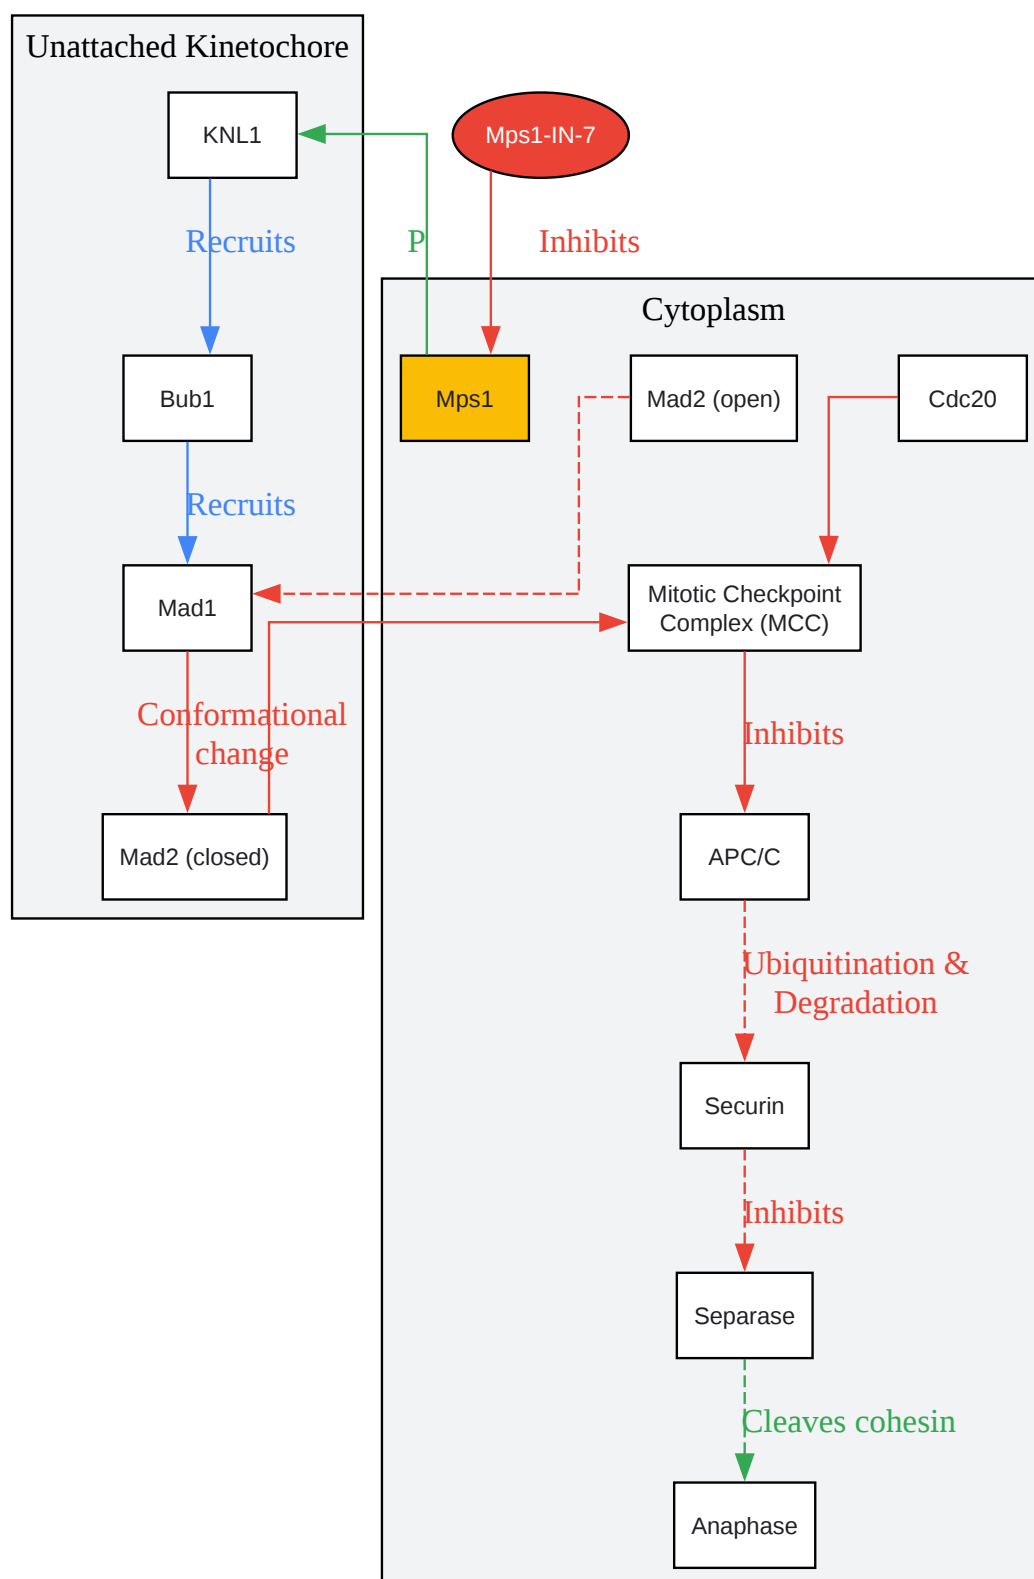 Unattached Kinetochore
KNL1
Mps1-IN-7
Recruits
P
Inhibits
Cytoplasm
Bub1
Mps1
Mad2 (open)
Cdc20
Recruits
Mad1
Mitotic Checkpoint
Complex (MCC)
Conformational
change
Inhibits
Mad2 (closed)
APC/C
Ubiquitination &
Degradation
Securin
Inhibits
Separase
Cleaves cohesin
Anaphase